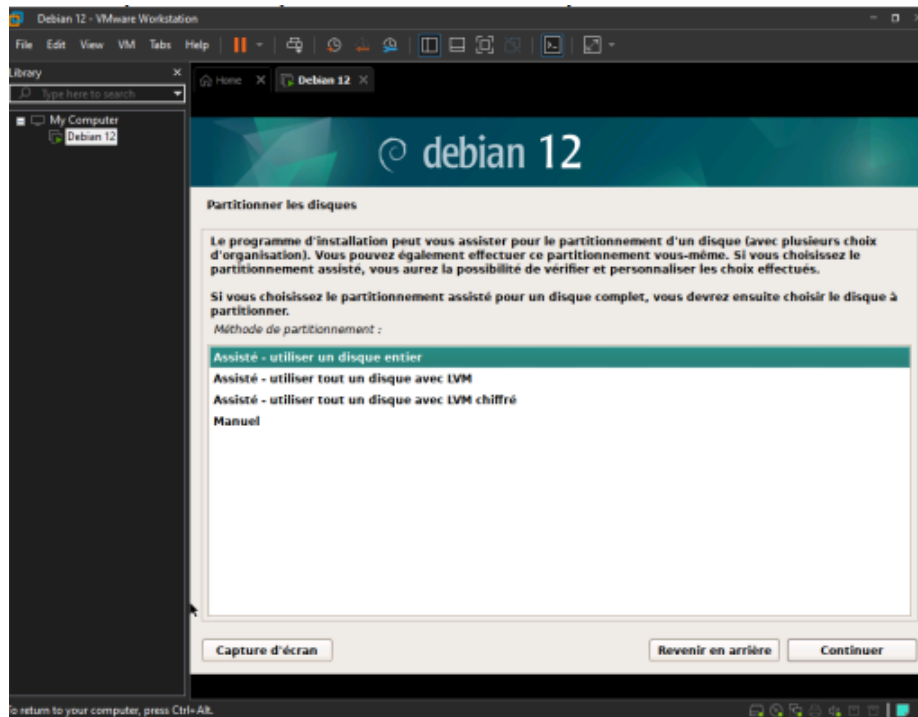 Debian 12 - VMware Workstation
File Edit View VM Tabs Help
Library
Type here to search
My Computer
Debian 12
Home
Debian 12
debian 12
Partitionner les disques
Le programme d'installation peut vous assister pour le partitionnement d'un disque (avec plusieurs choix
d'organisation). Vous pouvez également effectuer ce partitionnement vous-même. Si vous choisissez le
partitionnement assisté, vous aurez la possibilité de vérifier et personnaliser les choix effectués.
Si vous choisissez le partitionnement assisté pour un disque complet, vous devrez ensuite choisir le disque à
partitionner.
Méthode de partitionnement :
Assisté - utiliser un disque entier
Assisté - utiliser tout un disque avec LVM
Assisté - utiliser tout un disque avec LVM chiffré
Manuel
Capture d'écran
Revenir en arrière
Continuer
To return to your computer, press Ctrl+Alt.